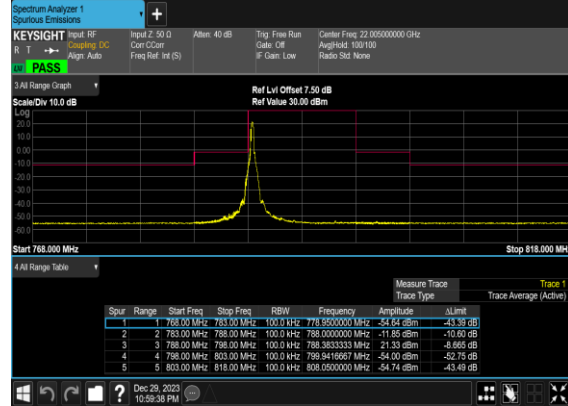 Spectrum Analyzer 1
Spurious Emissions
KEYSIGHT Input: RF Input Z: 50 Ω Atten: 40 dB Trig: Free Run Center Freq: 22.005000000 GHz
R T Coupling: DC Corr CCorr Gate: Off Avg|Hold: 100/100
Align: Auto Freq Ref: Int (S) IF Gain: Low Radio Std: None
PASS
3 All Range Graph
Ref Lvl Offset 7.50 dB
Scale/Div 10.0 dB Ref Value 30.00 dBm
Log
20.0
10.0
0.00
-10.0
-20.0
-30.0
-40.0
-50.0
-60.0
Start 768.000 MHz Stop 818.000 MH
4 All Range Table
Measure Trace Trace 1
Trace Type Trace Average (Active)
Spur Range Start Freq Stop Freq RBW Frequency Amplitude ΔLimit
1 1 768.00 MHz 783.00 MHz 100.0 kHz 778.9500000 MHz -54.64 dBm -43.39 dB
2 2 783.00 MHz 788.00 MHz 100.0 kHz 788.0000000 MHz -11.85 dBm -10.60 dB
3 3 788.00 MHz 798.00 MHz 100.0 kHz 788.3833333 MHz 21.33 dBm -8.665 dB
4 4 798.00 MHz 803.00 MHz 100.0 kHz 799.9416667 MHz -54.00 dBm -52.75 dB
5 5 803.00 MHz 818.00 MHz 100.0 kHz 808.0500000 MHz -54.74 dBm -43.49 dB
? Dec 29, 2023
10:59:38 PM